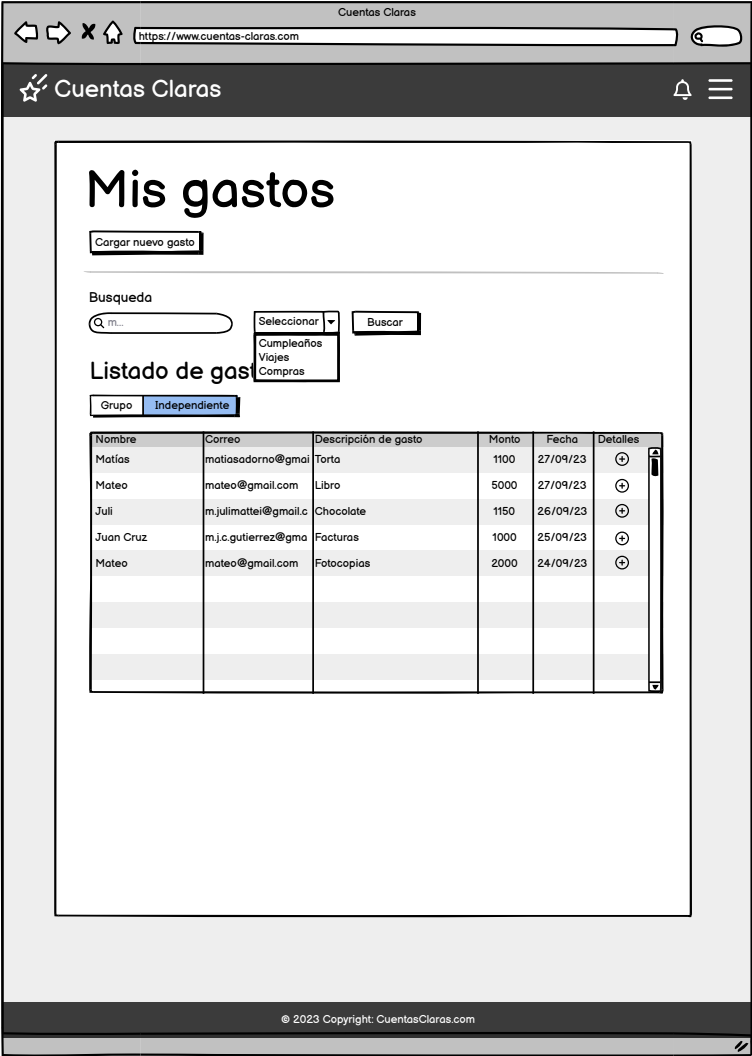 Cuentas Claras
https://www.cuentas-claras.com
Cuentas Claras
Mis gastos
Cargar nuevo gasto
Busqueda
m...
Seleccionar
Buscar
Cumpleaños
Viajes
Compras
Listado de gast
Grupo Independiente
Nombre Correo Descripción de gasto Monto Fecha Detalles
Matías matiasadorno@gmai Torta 1100 27/09/23
Mateo mateo@gmail.com Libro 5000 27/09/23
Juli m.julimattei@gmail.c Chocolate 1150 26/09/23
Juan Cruz m.j.c.gutierrez@gma Facturas 1000 25/09/23
Mateo mateo@gmail.com Fotocopias 2000 24/09/23
© 2023 Copyright: CuentasClaras.com